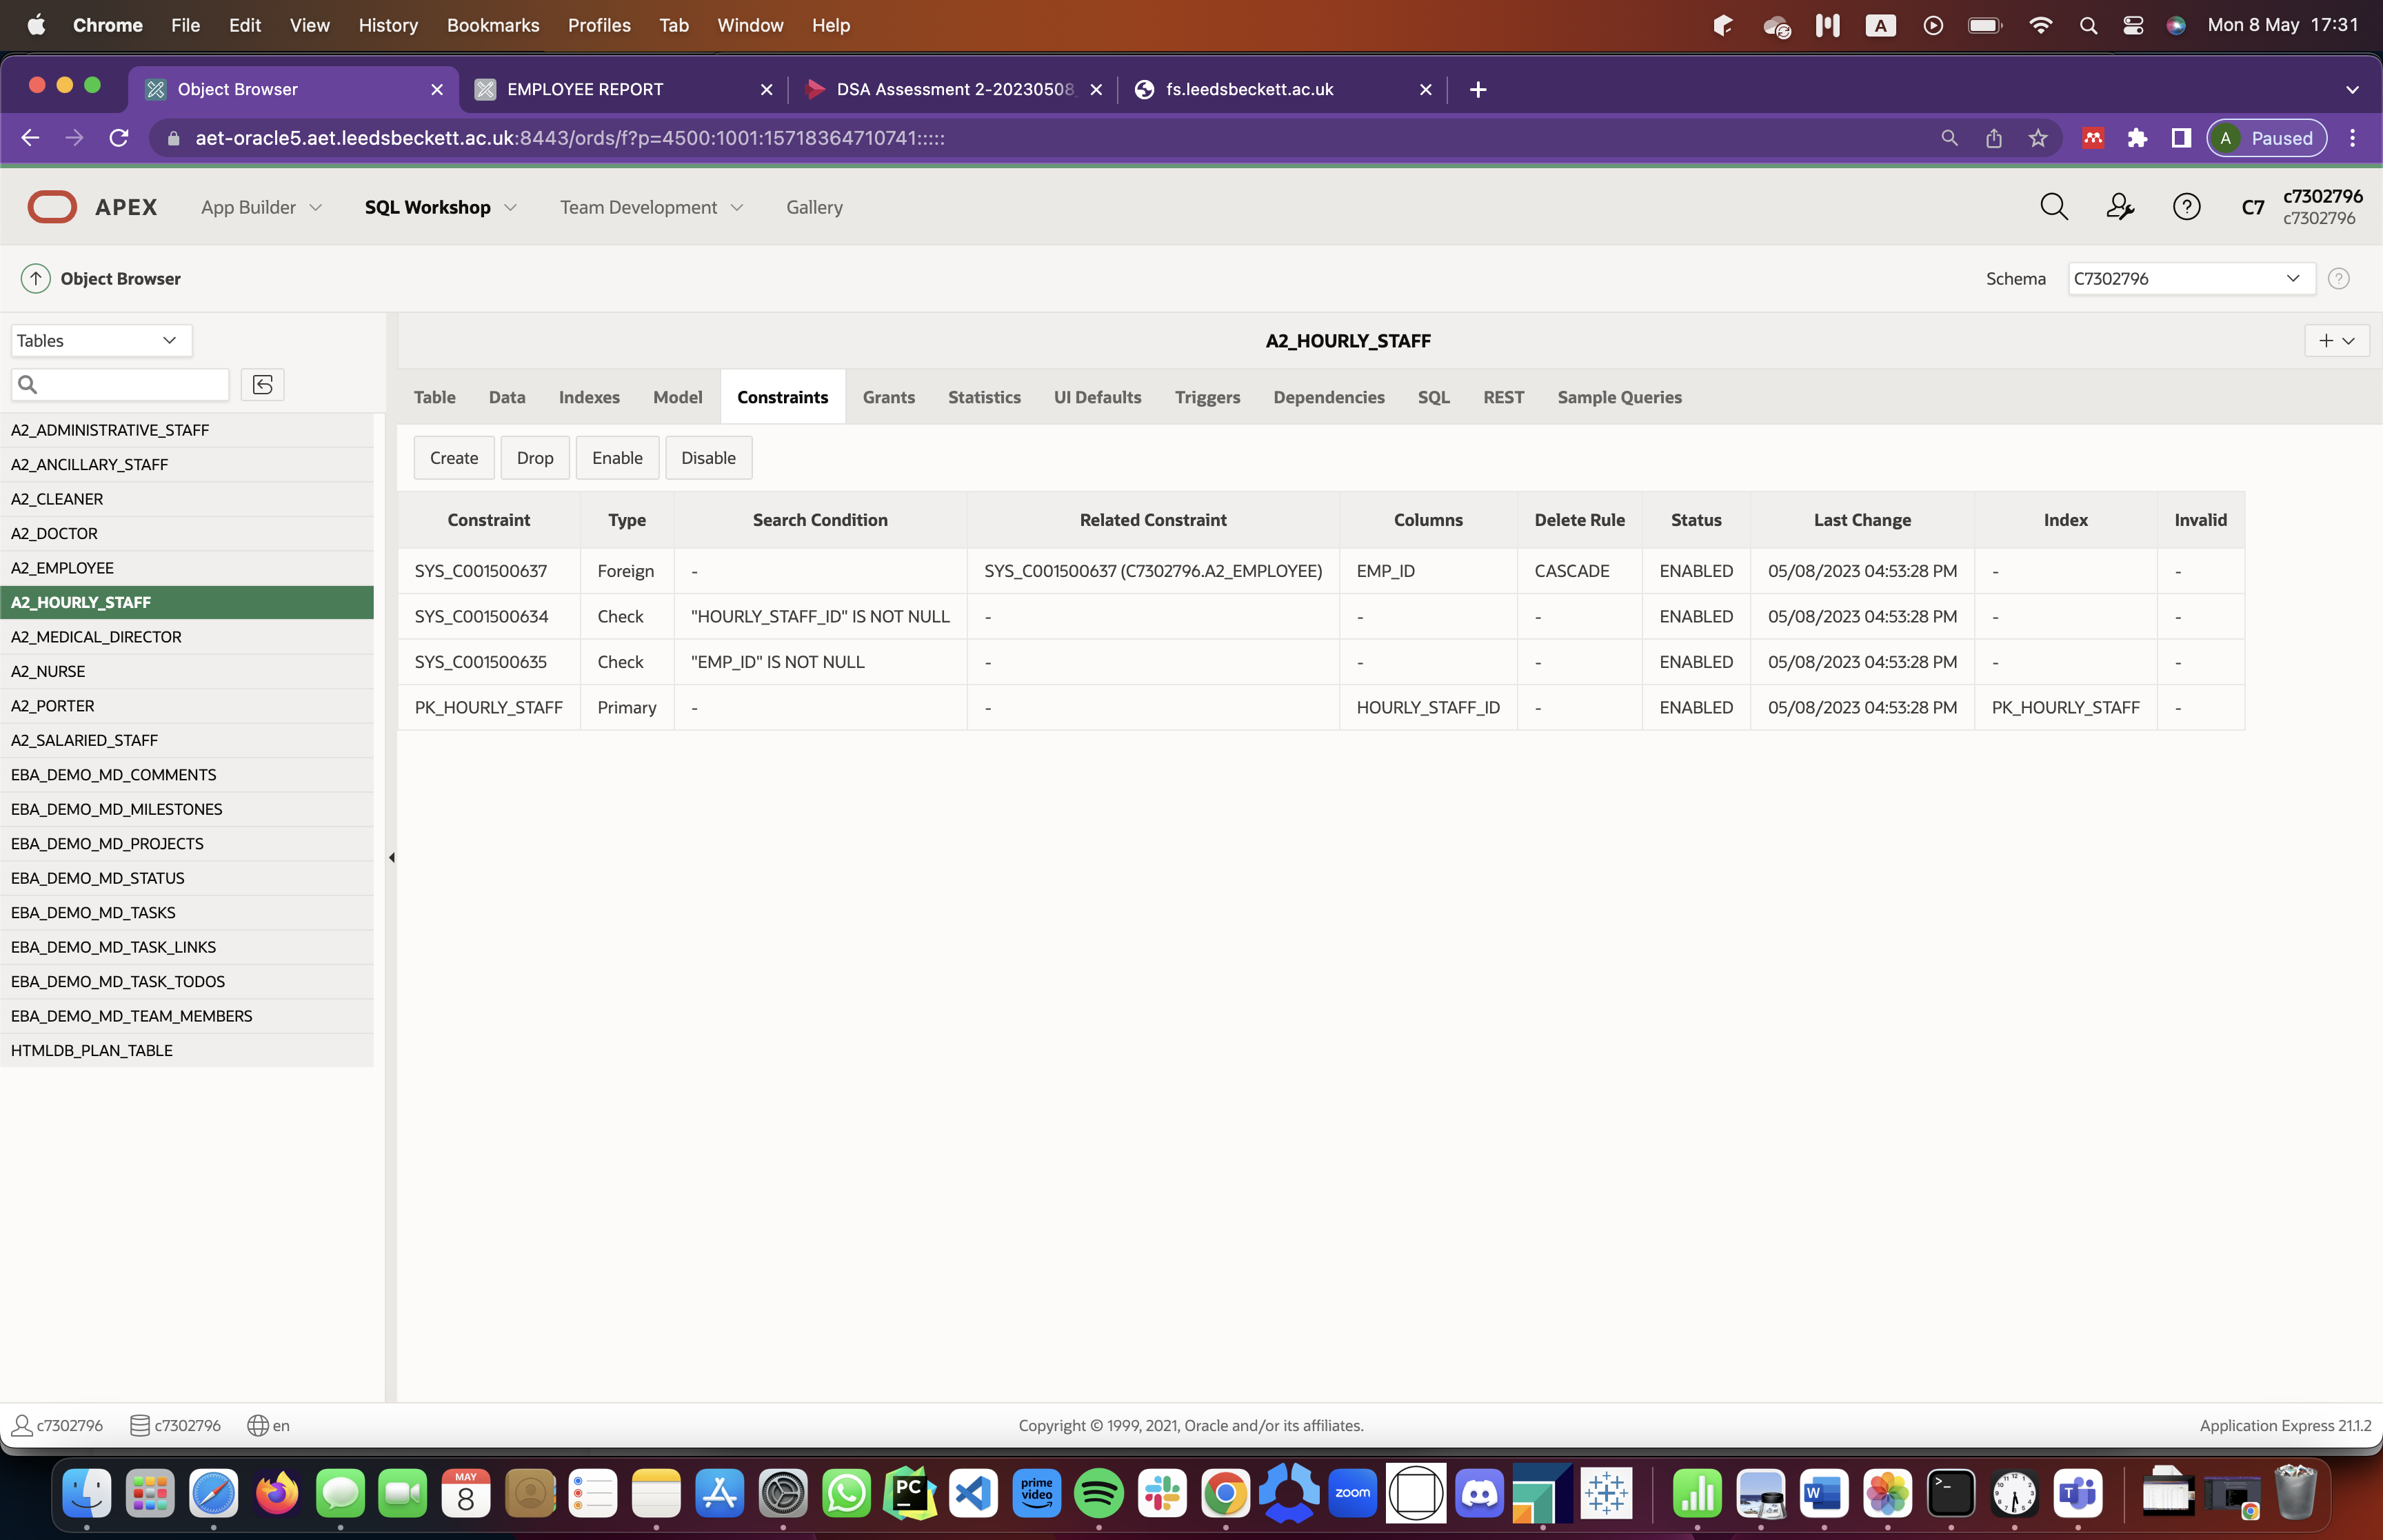 Chrome File Edit View History Bookmarks Profiles Tab Window Help A Mon 8 May 17:31
Object Browser EMPLOYEE REPORT DSA Assessment 2-20230508 fs.leedsbeckett.ac.uk
aet-oracle5.aet.leedsbeckett.ac.uk:8443/ords/f?p=4500:1001:15718364710741::::: A Paused
APEX App Builder SQL Workshop Team Development Gallery C7 c7302796
c7302796
Object Browser Schema C7302796
Tables
A2_HOURLY_STAFF
Table Data Indexes Model Constraints Grants Statistics UI Defaults Triggers Dependencies SQL REST Sample Queries
Create Drop Enable Disable
A2_ADMINISTRATIVE_STAFF
A2_ANCILLARY_STAFF
A2_CLEANER
A2_DOCTOR
A2_EMPLOYEE
A2_HOURLY_STAFF
A2_MEDICAL_DIRECTOR
A2_NURSE
A2_PORTER
A2_SALARIED_STAFF
EBA_DEMO_MD_COMMENTS
EBA_DEMO_MD_MILESTONES
EBA_DEMO_MD_PROJECTS
EBA_DEMO_MD_STATUS
EBA_DEMO_MD_TASKS
EBA_DEMO_MD_TASK_LINKS
EBA_DEMO_MD_TASK_TODOS
EBA_DEMO_MD_TEAM_MEMBERS
HTMLDB_PLAN_TABLE
Constraint Type Search Condition Related Constraint Columns Delete Rule Status Last Change Index Invalid
SYS_C001500637 Foreign - SYS_C001500637 (C7302796.A2_EMPLOYEE) EMP_ID CASCADE ENABLED 05/08/2023 04:53:28 PM - -
SYS_C001500634 Check "HOURLY_STAFF_ID" IS NOT NULL - - - ENABLED 05/08/2023 04:53:28 PM - -
SYS_C001500635 Check "EMP_ID" IS NOT NULL - - - ENABLED 05/08/2023 04:53:28 PM - -
PK_HOURLY_STAFF Primary - - HOURLY_STAFF_ID - ENABLED 05/08/2023 04:53:28 PM PK_HOURLY_STAFF -
c7302796 c7302796 en Copyright © 1999, 2021, Oracle and/or its affiliates. Application Express 21.1.2
MAY
8
PC
prime video
zoom
W
T